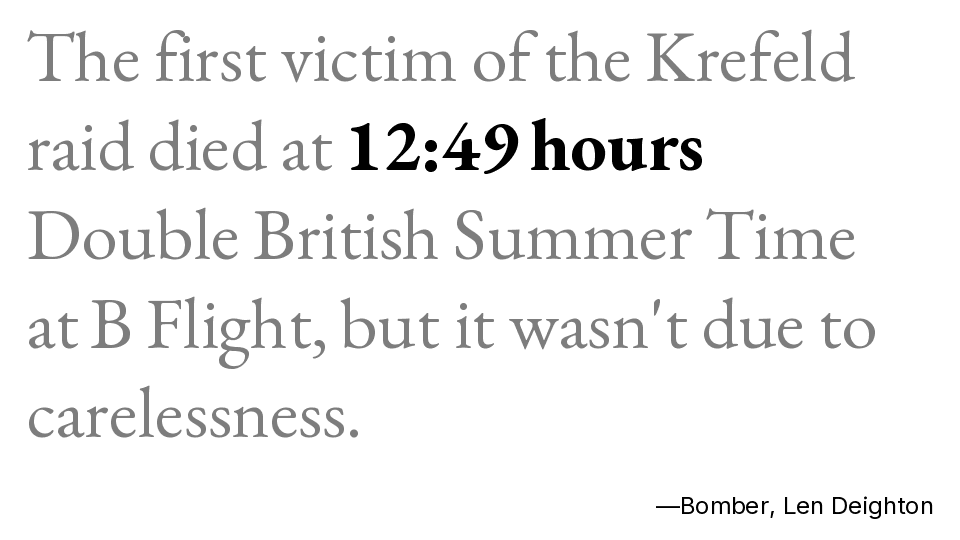 The first victim of the Krefeld
raid died at 12:49 hours
Double British Summer Time
at B Flight, but it wasn't due to
carelessness.
—Bomber, Len Deighton